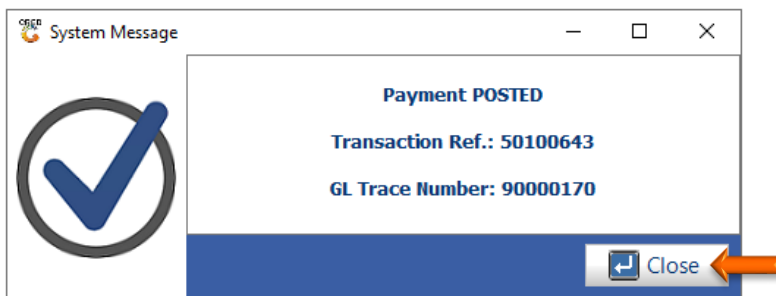 System Message
Payment POSTED
Transaction Ref.: 50100643
GL Trace Number: 90000170
Close